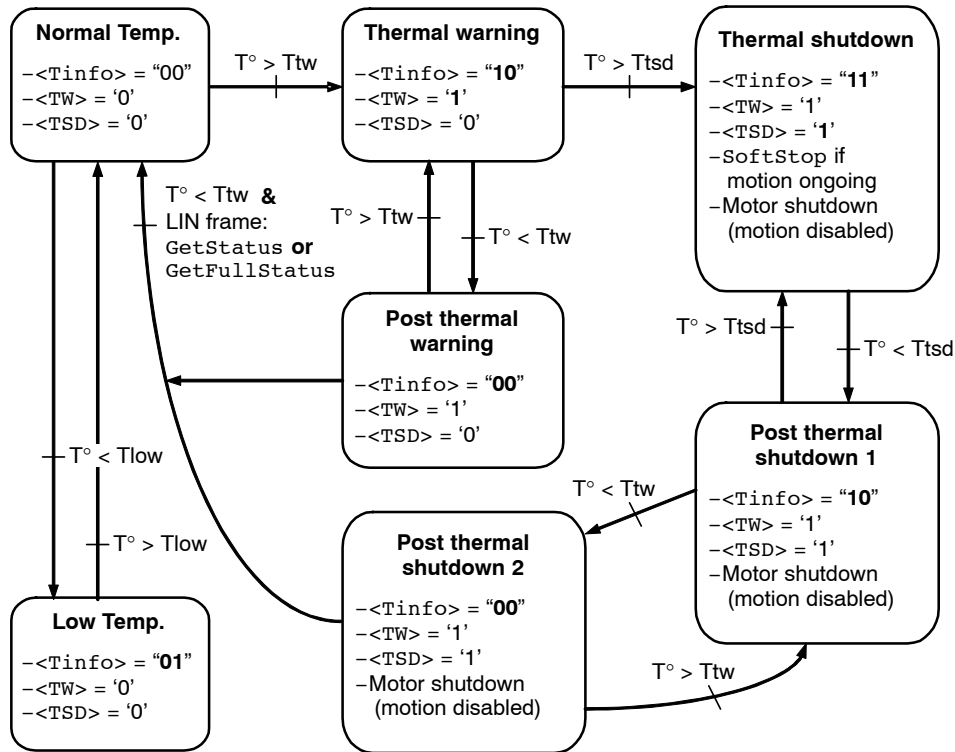 Normal Temp.
–<Tinfo> = “00”
–<TW> = ‘0’
–<TSD> = ‘0’
T° > Ttw
Thermal warning
–<Tinfo> = “10”
–<TW> = ‘1’
–<TSD> = ‘0’
T° > Ttsd
Thermal shutdown
–<Tinfo> = “11”
–<TW> = ‘1’
–<TSD> = ‘1’
–SoftStop if
motion ongoing
–Motor shutdown
(motion disabled)
T° < Ttw &
LIN frame:
GetStatus or
GetFullStatus
T° > Ttw
T° < Ttw
Post thermal
warning
–<Tinfo> = “00”
–<TW> = ‘1’
–<TSD> = ‘0’
T° > Ttsd
T° < Ttsd
Post thermal
shutdown 1
–<Tinfo> = “10”
–<TW> = ‘1’
–<TSD> = ‘1’
–Motor shutdown
(motion disabled)
T° < Ttw
T° < Tlow
T° > Tlow
Post thermal
shutdown 2
–<Tinfo> = “00”
–<TW> = ‘1’
–<TSD> = ‘1’
–Motor shutdown
(motion disabled)
T° > Ttw
Low Temp.
–<Tinfo> = “01”
–<TW> = ‘0’
–<TSD> = ‘0’